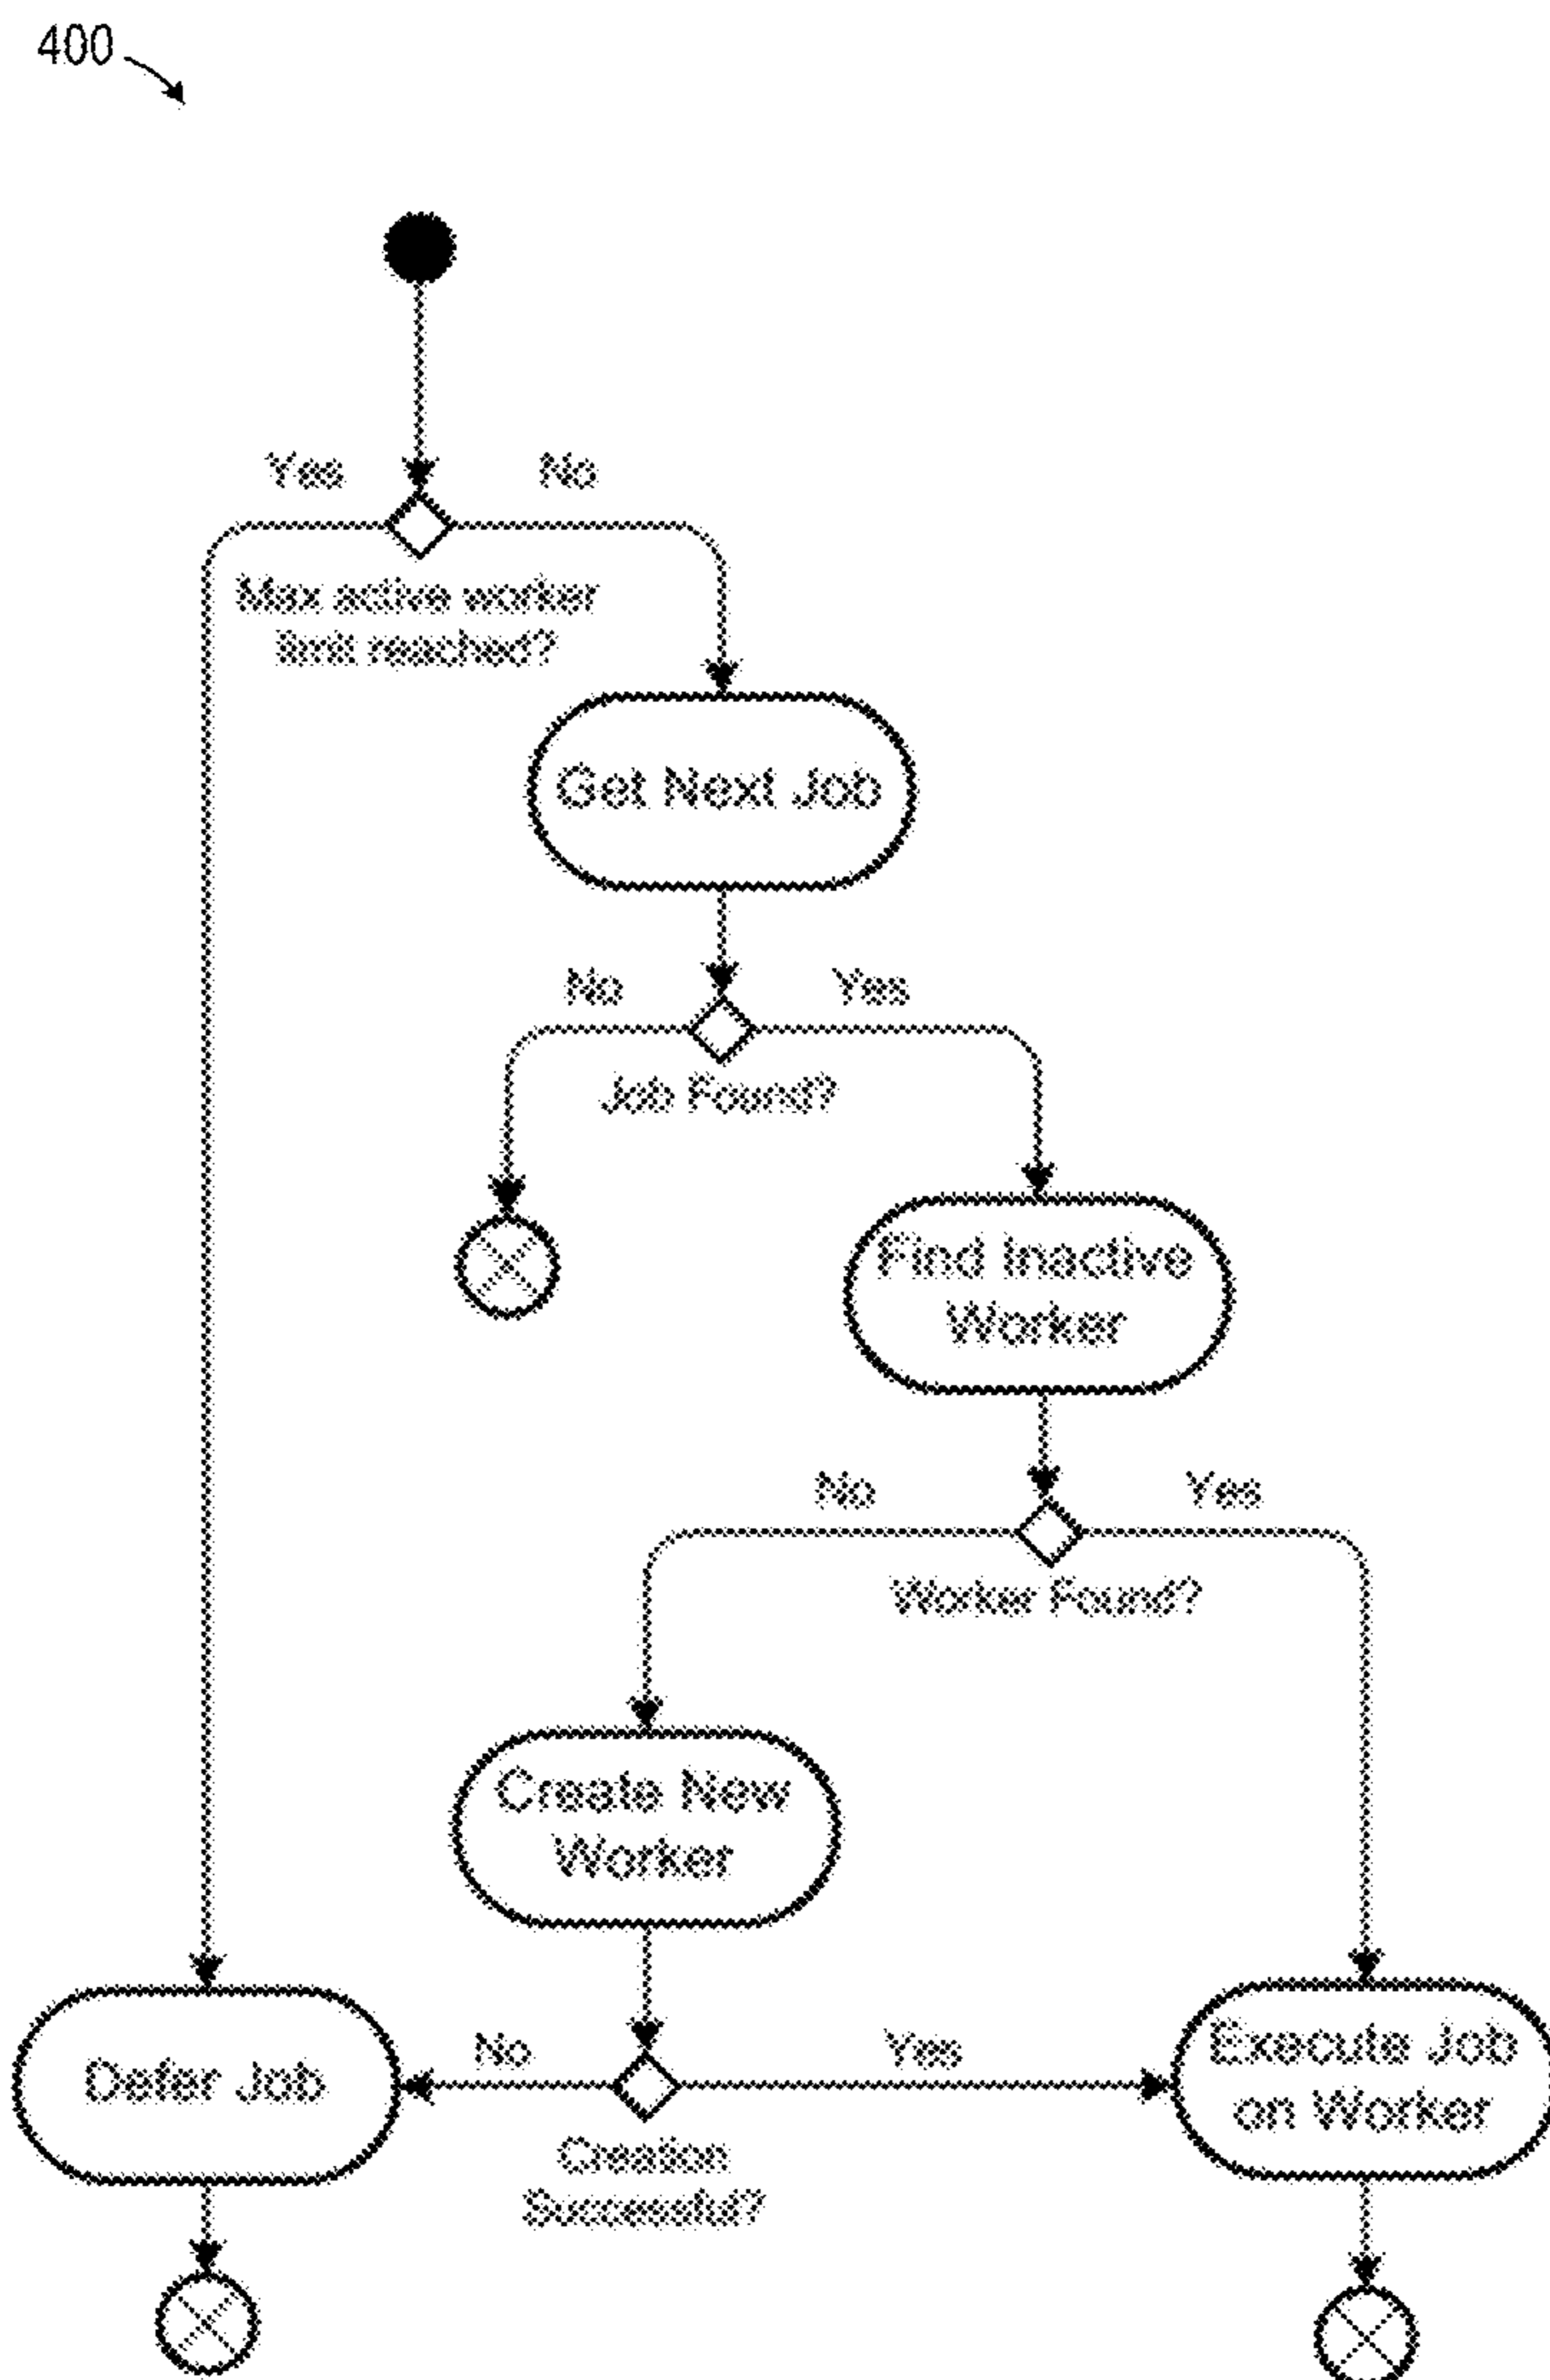 400
Yes
No
Max active worker
limit reached?
Get Next Job
No
Yes
Job Found?
Find Inactive
Worker
No
Yes
Worker Found?
Create New
Worker
No
Yes
Defer Job
Execute Job
on Worker
Creation
Successful?